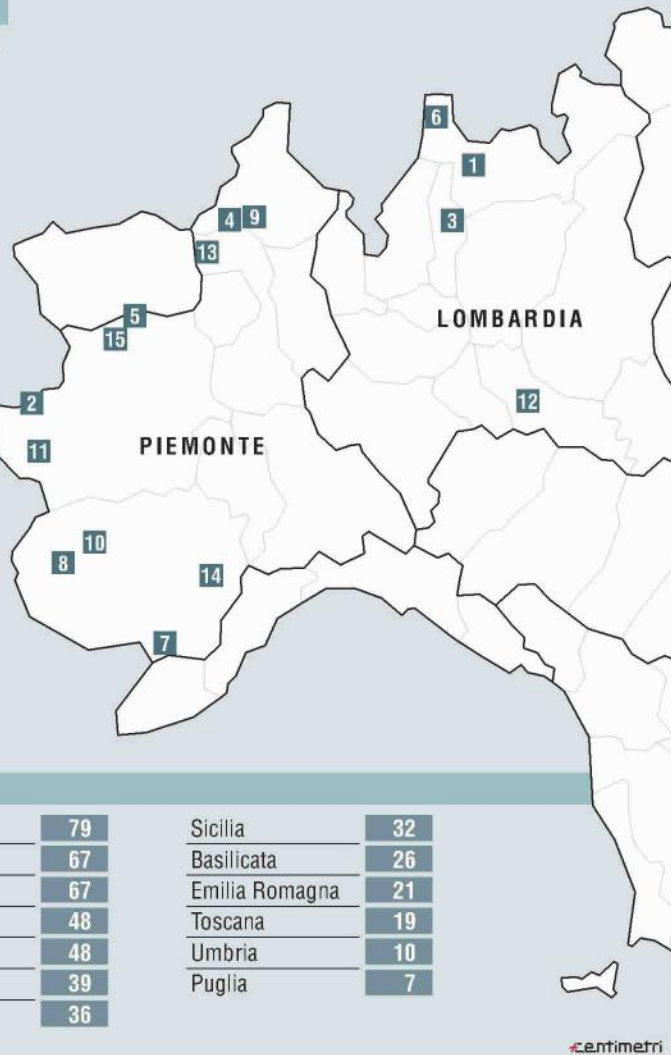 6
1
4 9
3
13
5
LOMBARDIA
15
2
12
11
PIEMONTE
10
8
14
7
79
67
67
48
48
39
36
Sicilia 32
Basilicata 26
Emilia Romagna 21
Toscana 19
Umbria 10
Puglia 7
centimetri